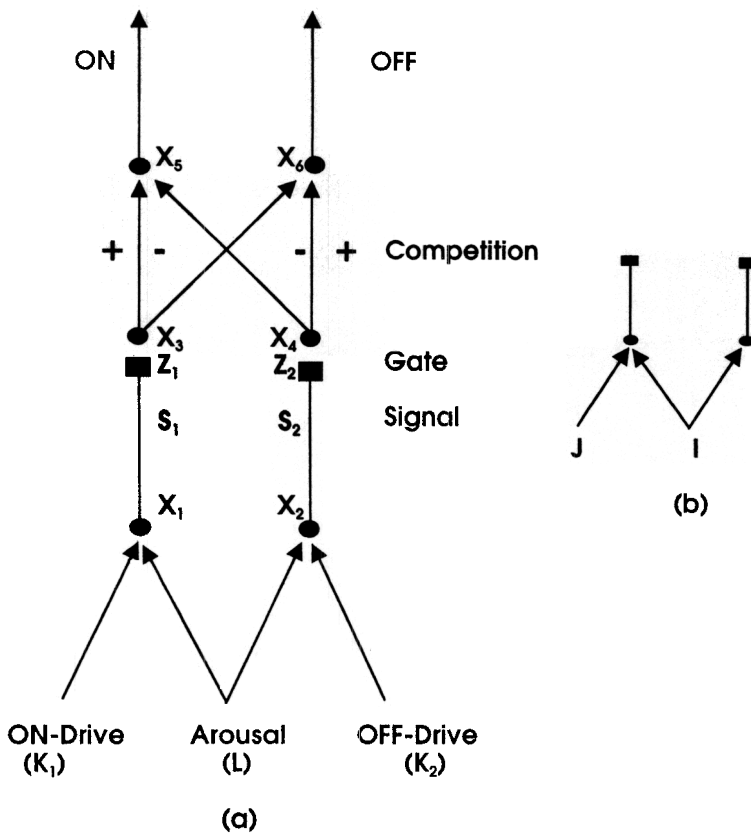 ON OFF
X₅ X₆
+ - - + Competition
X₃ X₄
Z₁ Z₂ Gate
S₁ S₂ Signal
X₁ X₂
J I
(b)
ON-Drive Arousal OFF-Drive
(K₁) (L) (K₂)
(a)